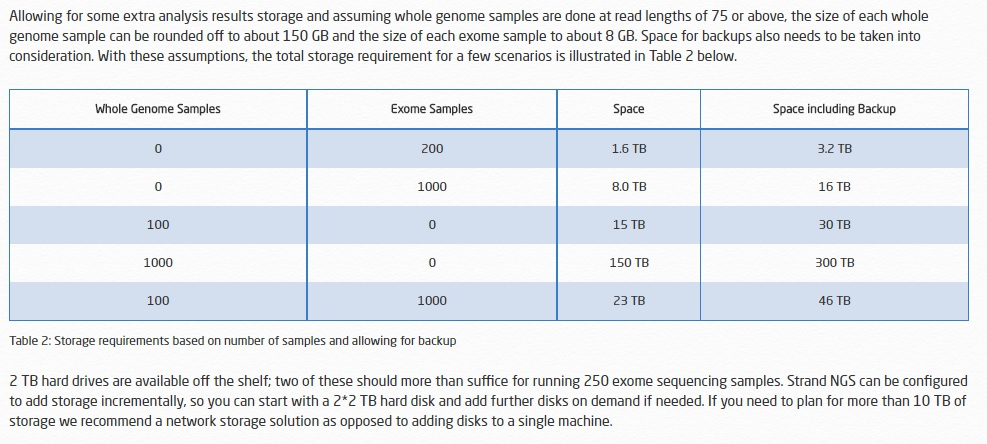 Allowing for some extra analysis results storage and assuming whole genome samples are done at read lengths of 75 or above, the size of each whole
genome sample can be rounded off to about 150 GB and the size of each exome sample to about 8 GB. Space for backups also needs to be taken into
consideration. With these assumptions, the total storage requirement for a few scenarios is illustrated in Table 2 below.
Whole Genome Samples Exome Samples Space Space including Backup
0 200 1.6 TB 3.2 TB
0 1000 8.0 TB 16 TB
100 0 15 TB 30 TB
1000 0 150 TB 300 TB
100 1000 23 TB 46 TB
Table 2: Storage requirements based on number of samples and allowing for backup
2 TB hard drives are available off the shelf; two of these should more than suffice for running 250 exome sequencing samples. Strand NGS can be configured
to add storage incrementally, so you can start with a 2*2 TB hard disk and add further disks on demand if needed. If you need to plan for more than 10 TB of
storage we recommend a network storage solution as opposed to adding disks to a single machine.